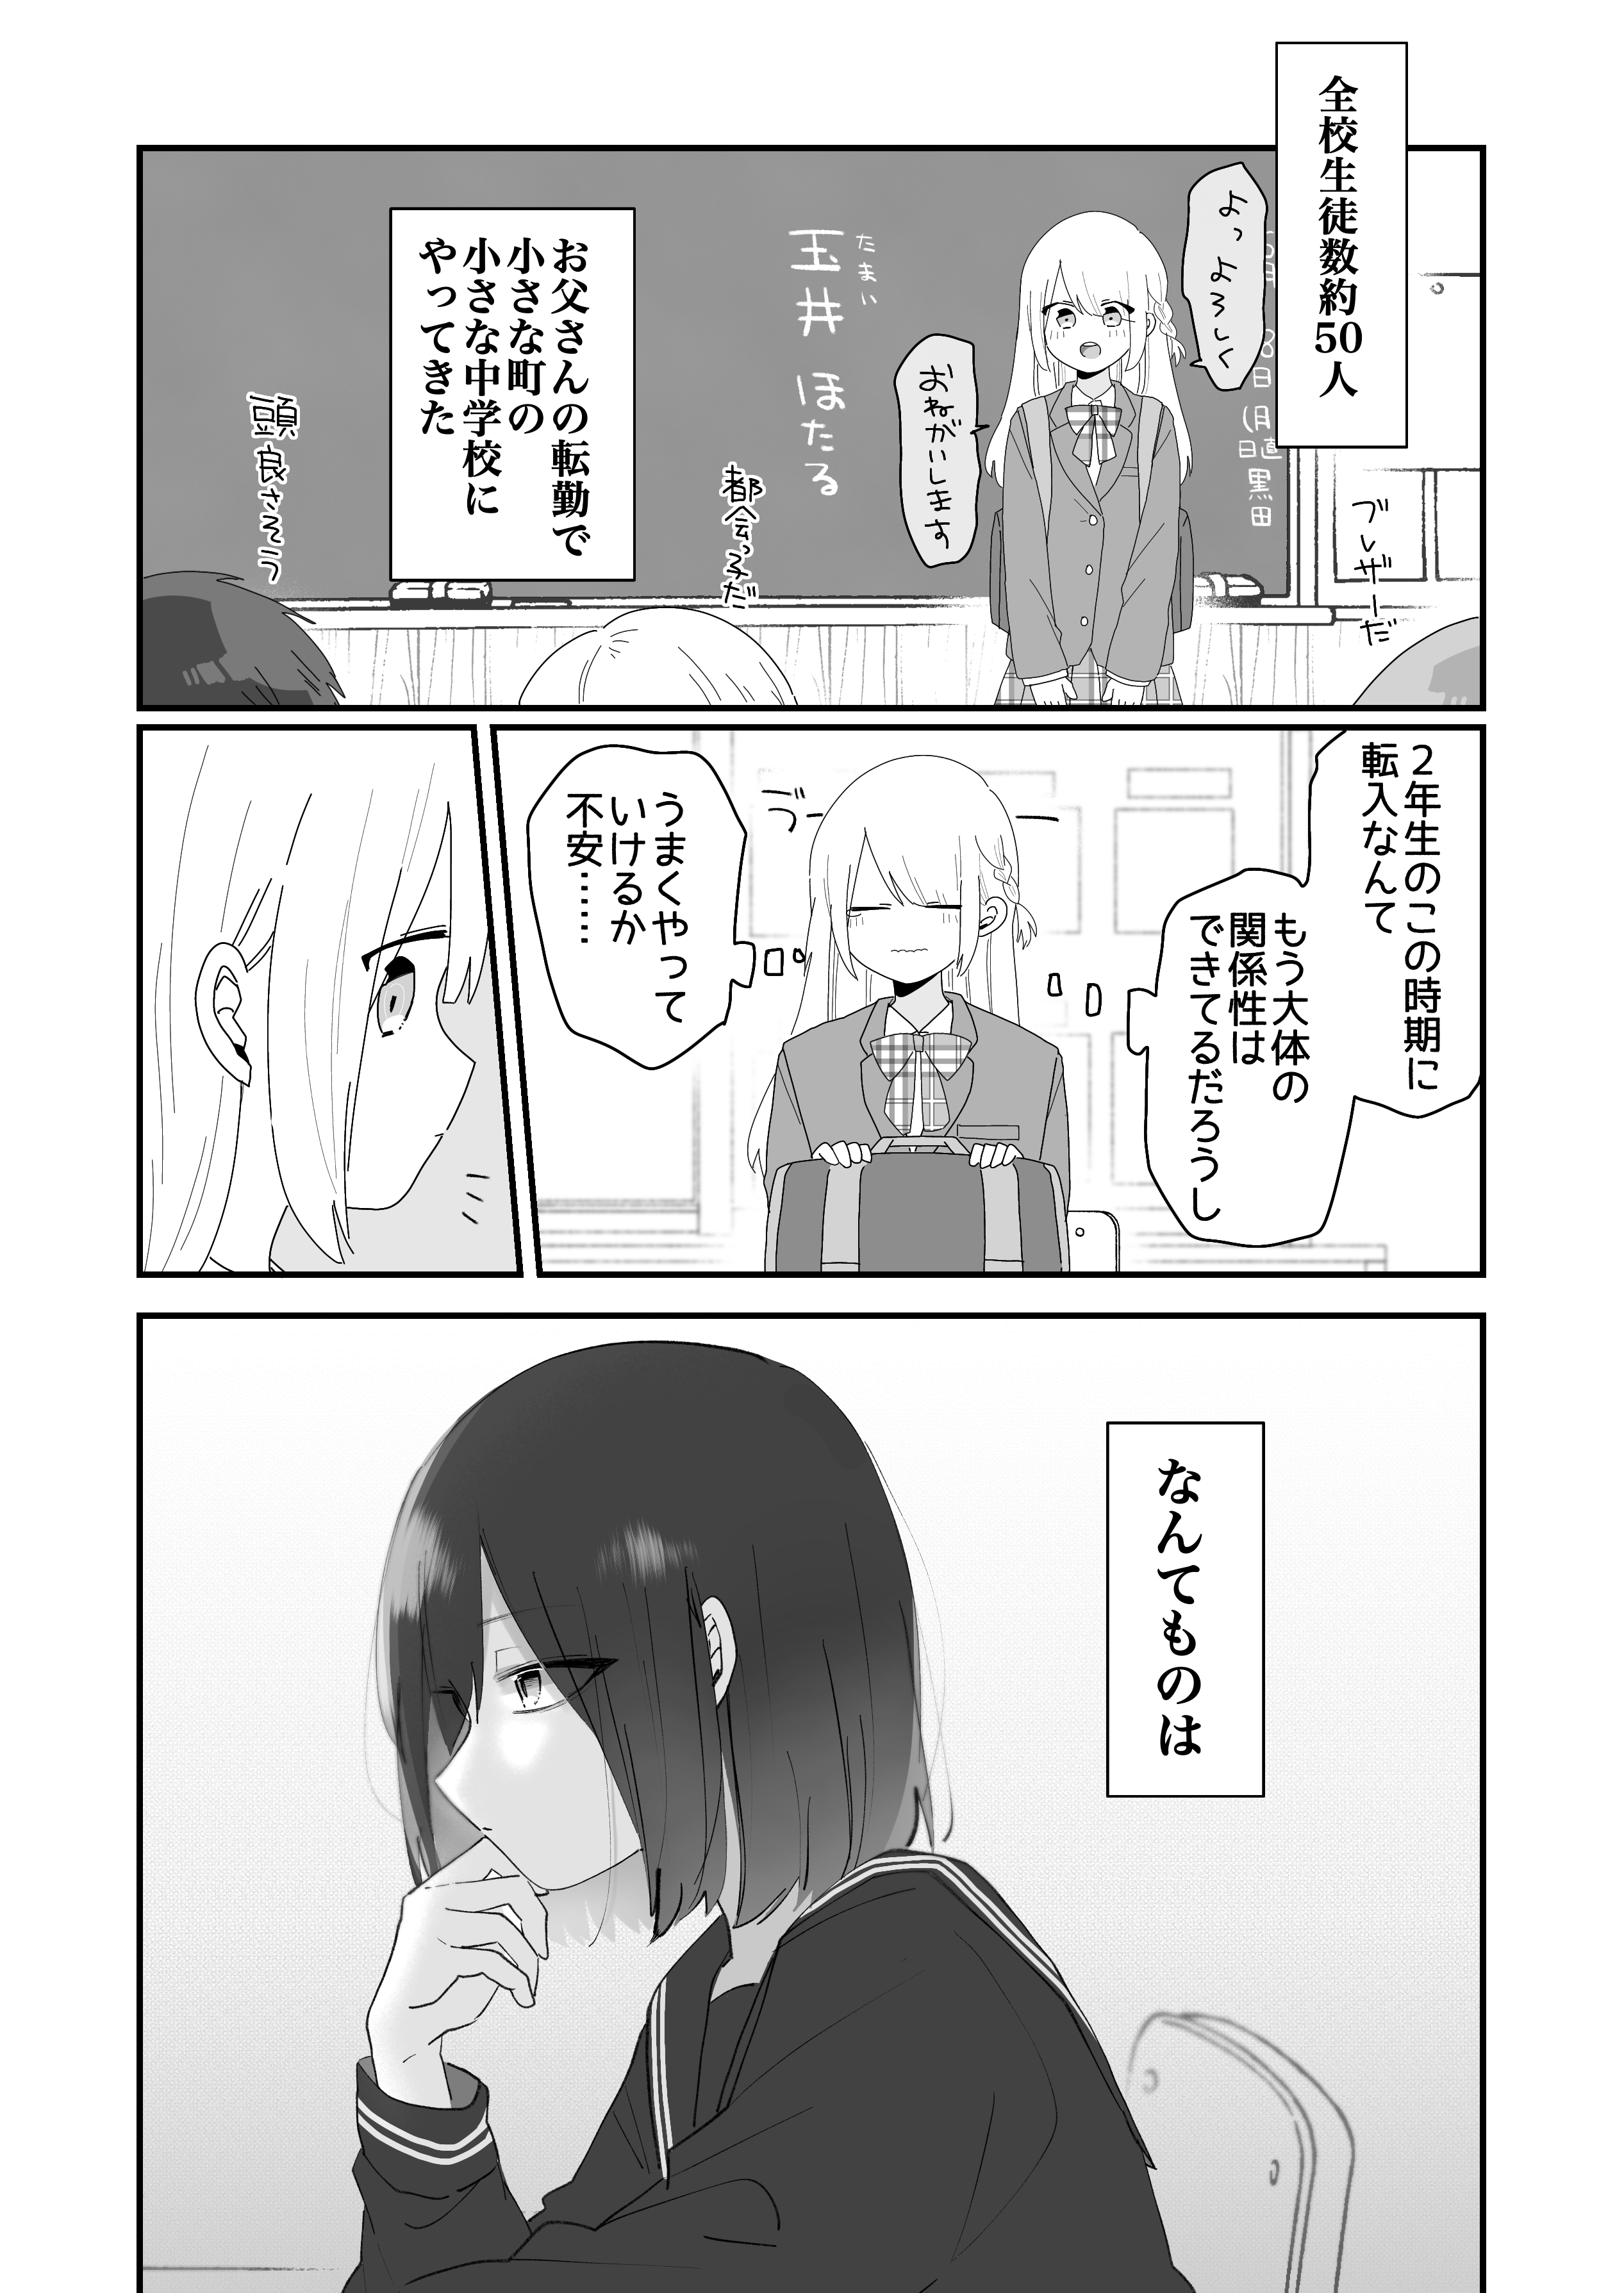 全校生徒数約50人
よっ よろしく
おねがいします
ブレザーだ
8日(月)
日直 黒田
たまい
玉井 ほたる
都会っ子だ
お父さんの転勤で
小さな町の
小さな中学校に
やってきた
頭良さそう
2年生のこの時期に
転入なんて
もう大体の
関係性は
できてるだろうし
うまくやって
いけるか
不安……
なんてものは